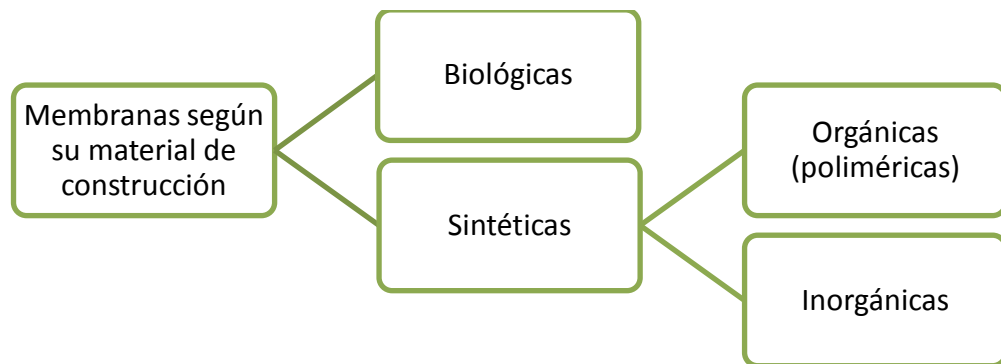 Membranas según
su material de
construcción
Biológicas
Sintéticas
Orgánicas
(poliméricas)
Inorgánicas